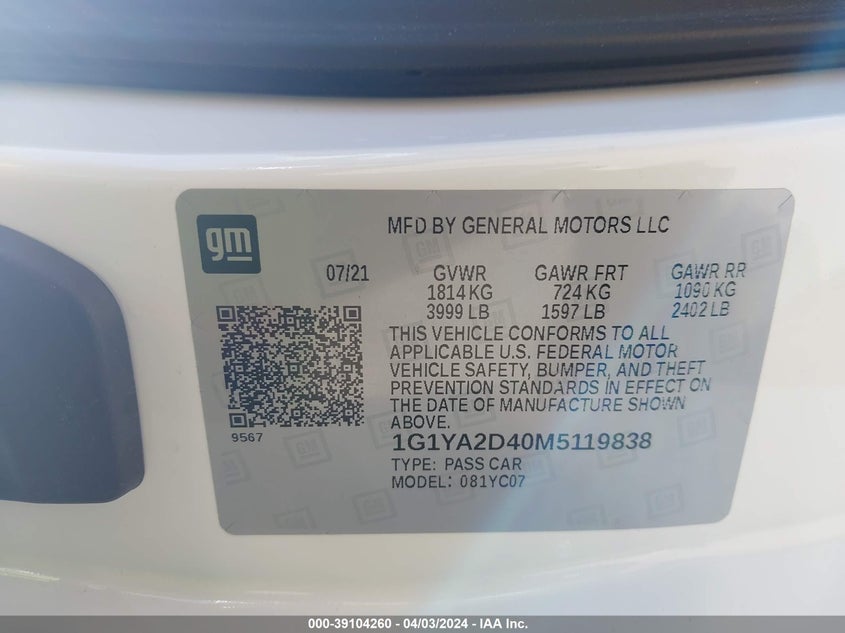 gm
MFD BY GENERAL MOTORS LLC
07/21 GVWR GAWR FRT GAWR RR
1814 KG 724 KG 1090 KG
3999 LB 1597 LB 2402 LB
THIS VEHICLE CONFORMS TO ALL
APPLICABLE U.S. FEDERAL MOTOR
VEHICLE SAFETY, BUMPER, AND THEFT
PREVENTION STANDARDS IN EFFECT ON
THE DATE OF MANUFACTURE SHOWN
ABOVE.
9567
1G1YA2D40M5119838
TYPE: PASS CAR
MODEL: 081YC07
000-39104260 - 04/03/2024 - IAA Inc.